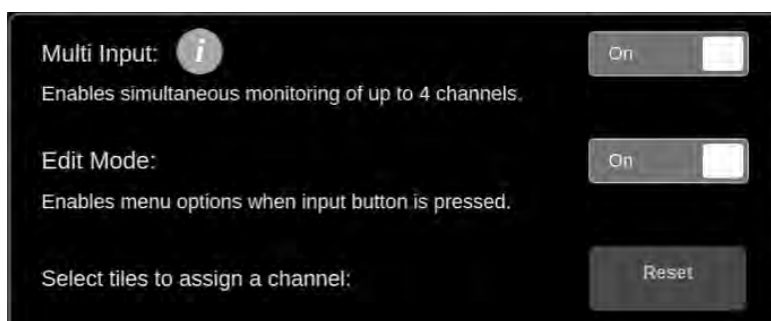 Multi Input: i On
Enables simultaneous monitoring of up to 4 channels.
Edit Mode: On
Enables menu options when input button is pressed.
Select tiles to assign a channel: Reset